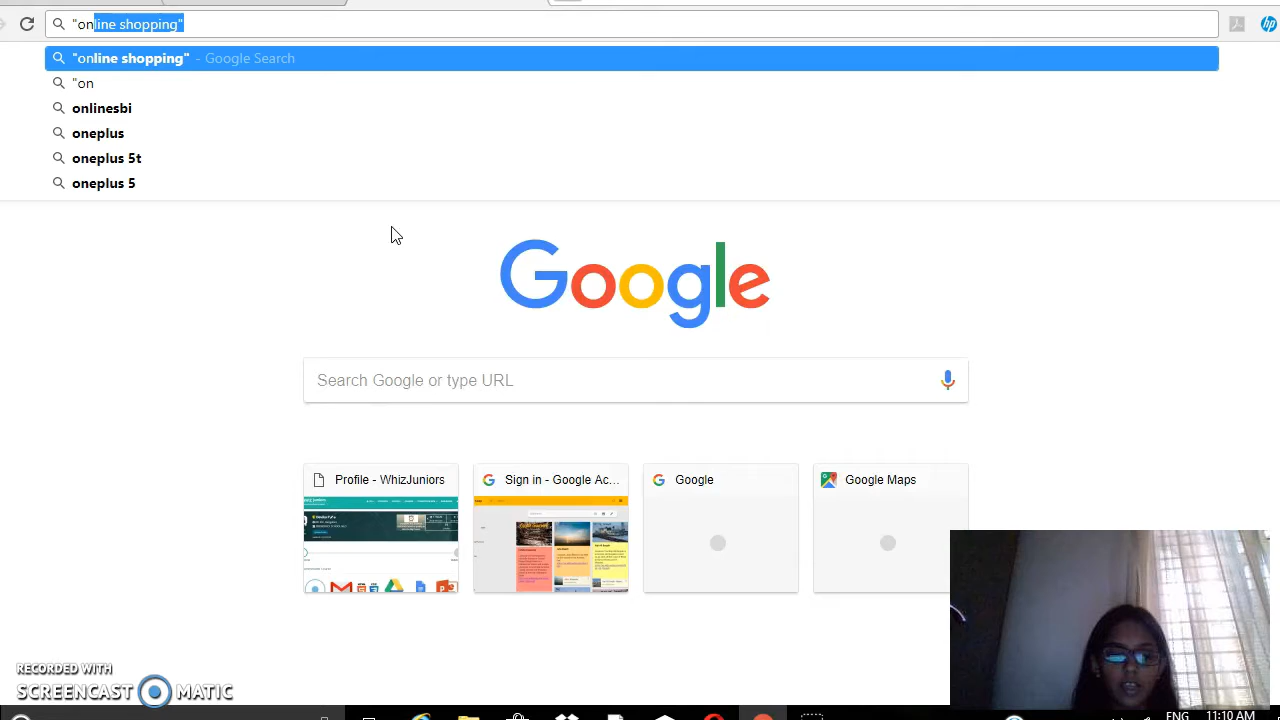 "online shopping"
"online shopping" - Google Search
"on
onlinesbi
oneplus
oneplus 5t
oneplus 5
Google
Search Google or type URL
Profile - WhizJuniors
Sign in - Google Ac...
Google
Google Maps
RECORDED WITH
SCREENCAST MATIC
ENG
11:10 AM
hp